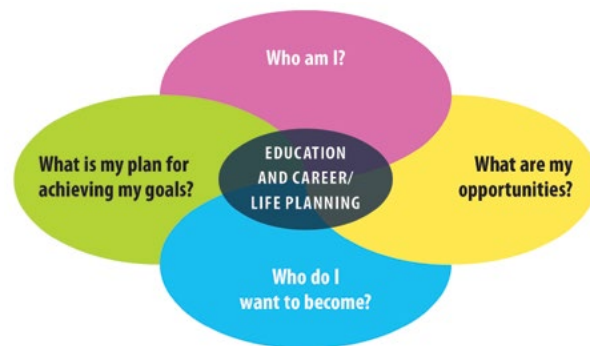 Who am I?
What is my plan for
achieving my goals?
EDUCATION
AND CAREER/
LIFE PLANNING
What are my
opportunities?
Who do I
want to become?